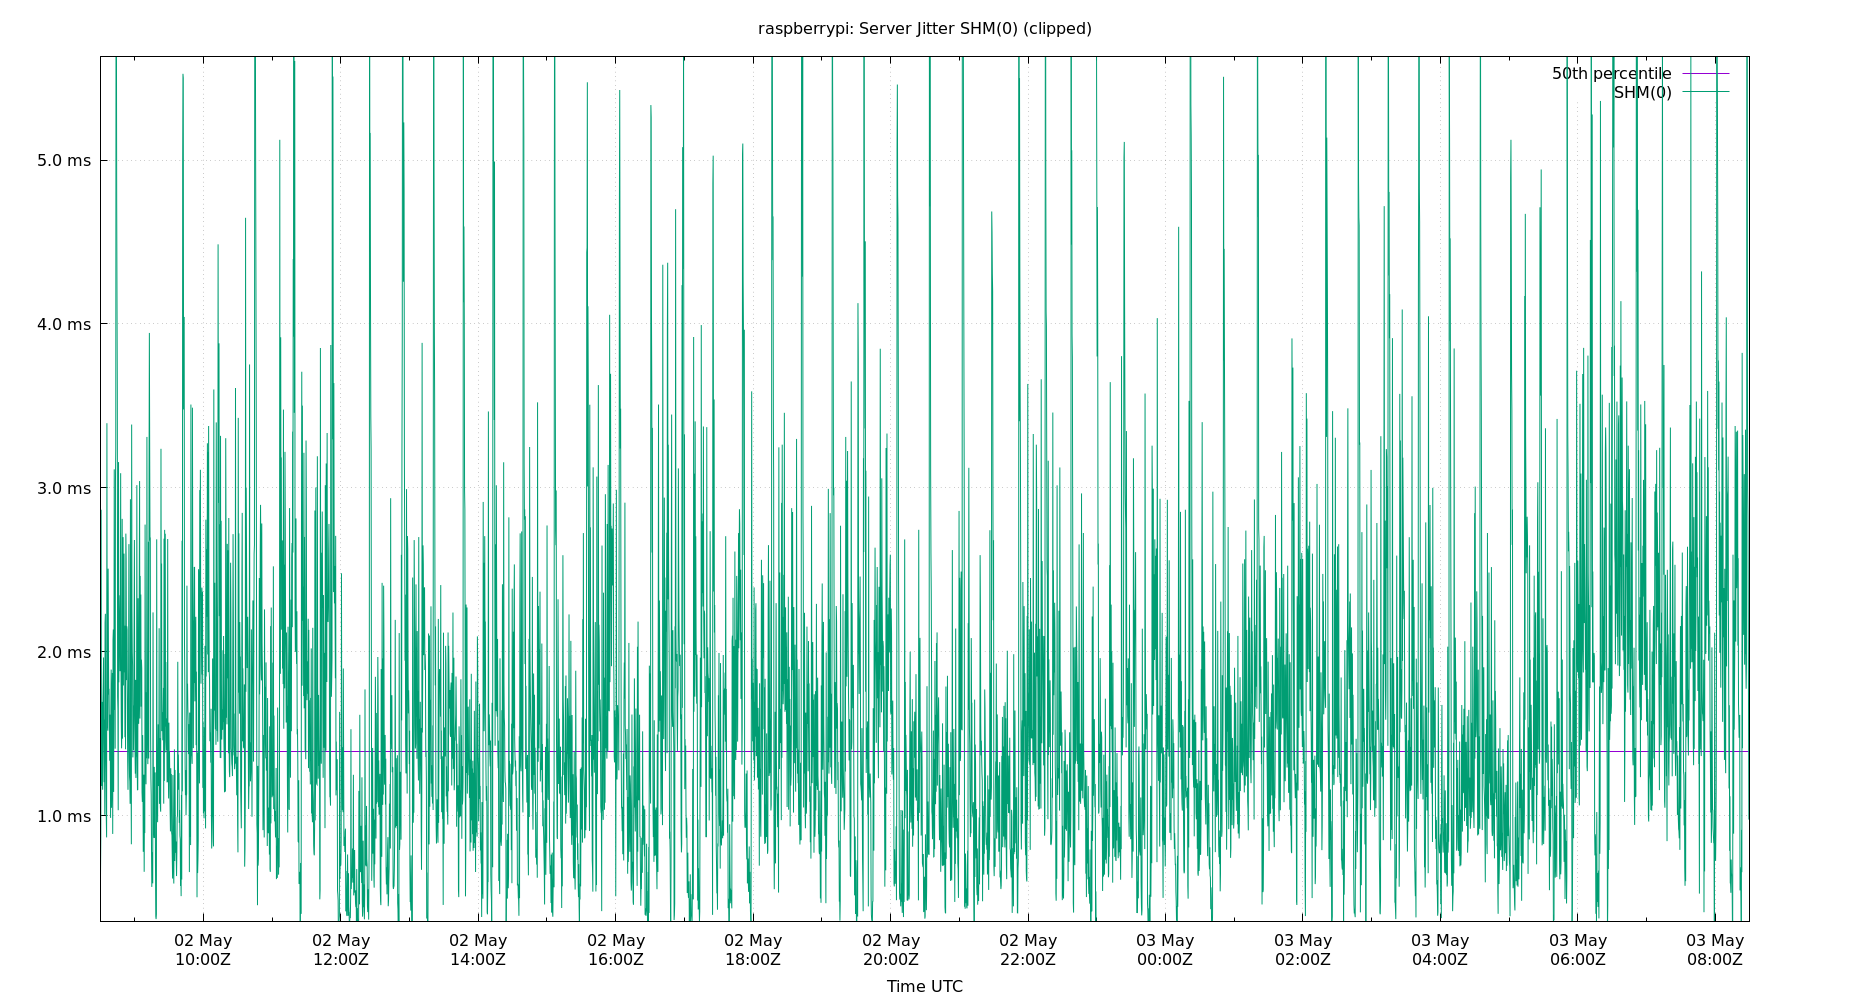 raspberrypi: Server Jitter SHM(0) (clipped)
50th percentile
SHM(0)
5.0 ms
4.0 ms
3.0 ms
2.0 ms
1.0 ms
02 May 02 May 02 May 02 May 02 May 02 May 02 May 03 May 03 May 03 May 03 May 03 May
10:00Z 12:00Z 14:00Z 16:00Z 18:00Z 20:00Z 22:00Z 00:00Z 02:00Z 04:00Z 06:00Z 08:00Z
Time UTC